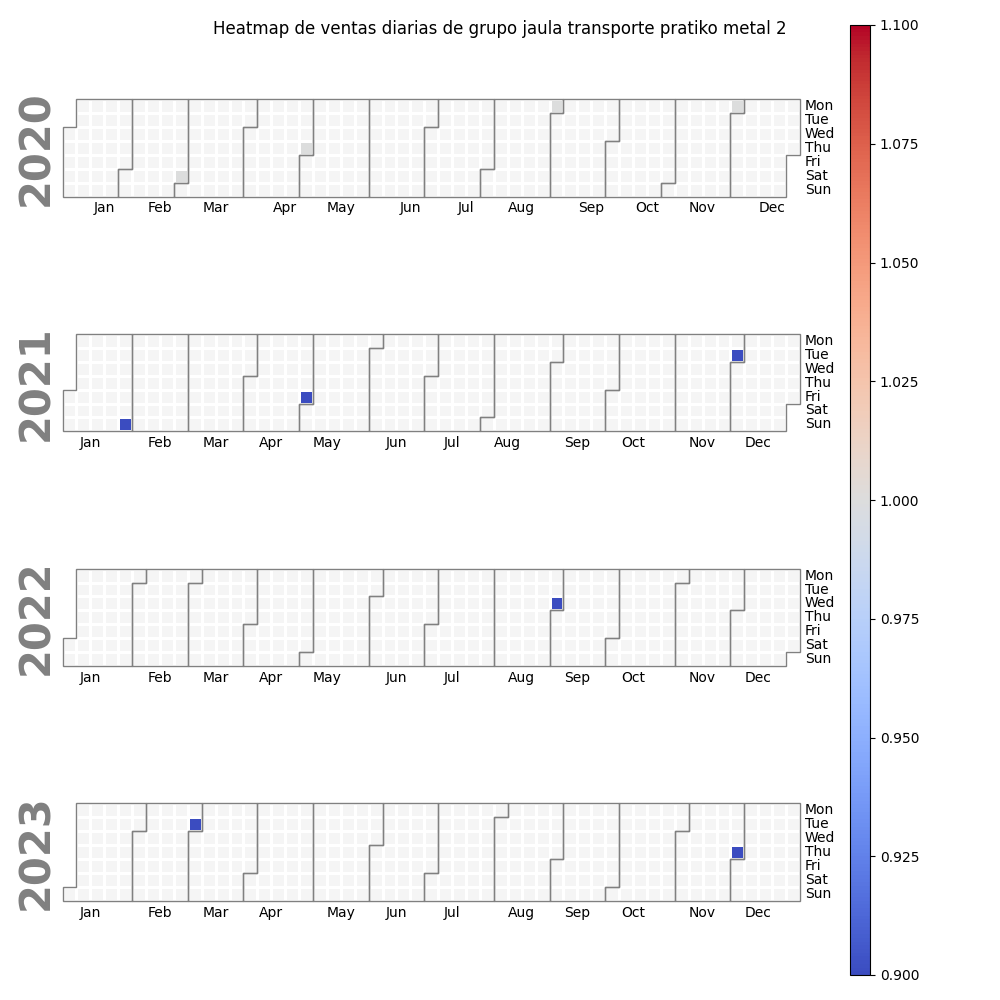 Heatmap de ventas diarias de grupo jaula transporte pratiko metal 2
2020
Mon
Tue
Wed
Thu
Fri
Sat
Sun
Jan Feb Mar Apr May Jun Jul Aug Sep Oct Nov Dec
2021
Mon
Tue
Wed
Thu
Fri
Sat
Sun
Jan Feb Mar Apr May Jun Jul Aug Sep Oct Nov Dec
2022
Mon
Tue
Wed
Thu
Fri
Sat
Sun
Jan Feb Mar Apr May Jun Jul Aug Sep Oct Nov Dec
2023
Mon
Tue
Wed
Thu
Fri
Sat
Sun
Jan Feb Mar Apr May Jun Jul Aug Sep Oct Nov Dec
1.100
1.075
1.050
1.025
1.000
0.975
0.950
0.925
0.900